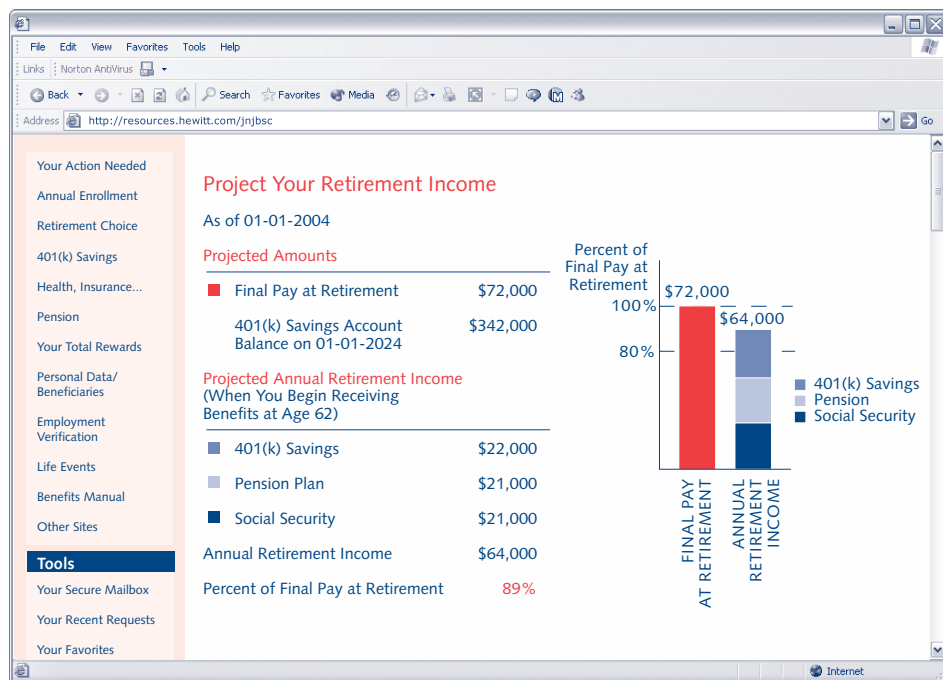 File Edit View Favorites Tools Help
Links Norton AntiVirus
Back Search Favorites Media
Address http://resources.hewitt.com/jnjbsc Go
Your Action Needed
Annual Enrollment
Retirement Choice
401(k) Savings
Health, Insurance...
Pension
Your Total Rewards
Personal Data/
Beneficiaries
Employment
Verification
Life Events
Benefits Manual
Other Sites
Tools
Your Secure Mailbox
Your Recent Requests
Your Favorites
Project Your Retirement Income
As of 01-01-2004
Projected Amounts
Final Pay at Retirement $72,000
401(k) Savings Account
Balance on 01-01-2024 $342,000
Projected Annual Retirement Income
(When You Begin Receiving
Benefits at Age 62)
401(k) Savings $22,000
Pension Plan $21,000
Social Security $21,000
Annual Retirement Income $64,000
Percent of Final Pay at Retirement 89%
Percent of
Final Pay at
Retirement
$72,000
100%
$64,000
80%
401(k) Savings
Pension
Social Security
FINAL PAY
AT RETIREMENT
ANNUAL
RETIREMENT
INCOME
Internet